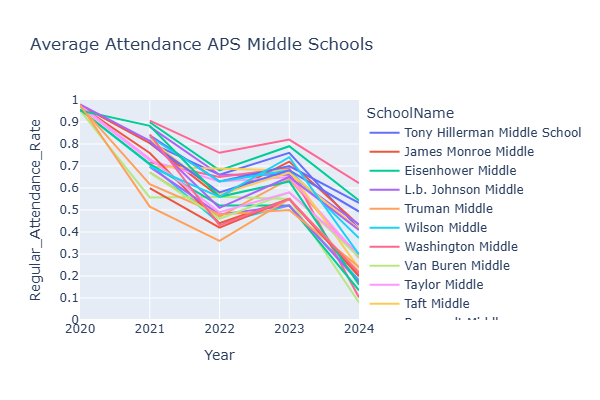 Average Attendance APS Middle Schools
SchoolName
Tony Hillerman Middle School
James Monroe Middle
Eisenhower Middle
L.b. Johnson Middle
Truman Middle
Wilson Middle
Washington Middle
Van Buren Middle
Taylor Middle
Taft Middle
1
0.9
0.8
0.7
0.6
0.5
0.4
0.3
0.2
0.1
0
Regular_Attendance_Rate
2020 2021 2022 2023 2024
Year